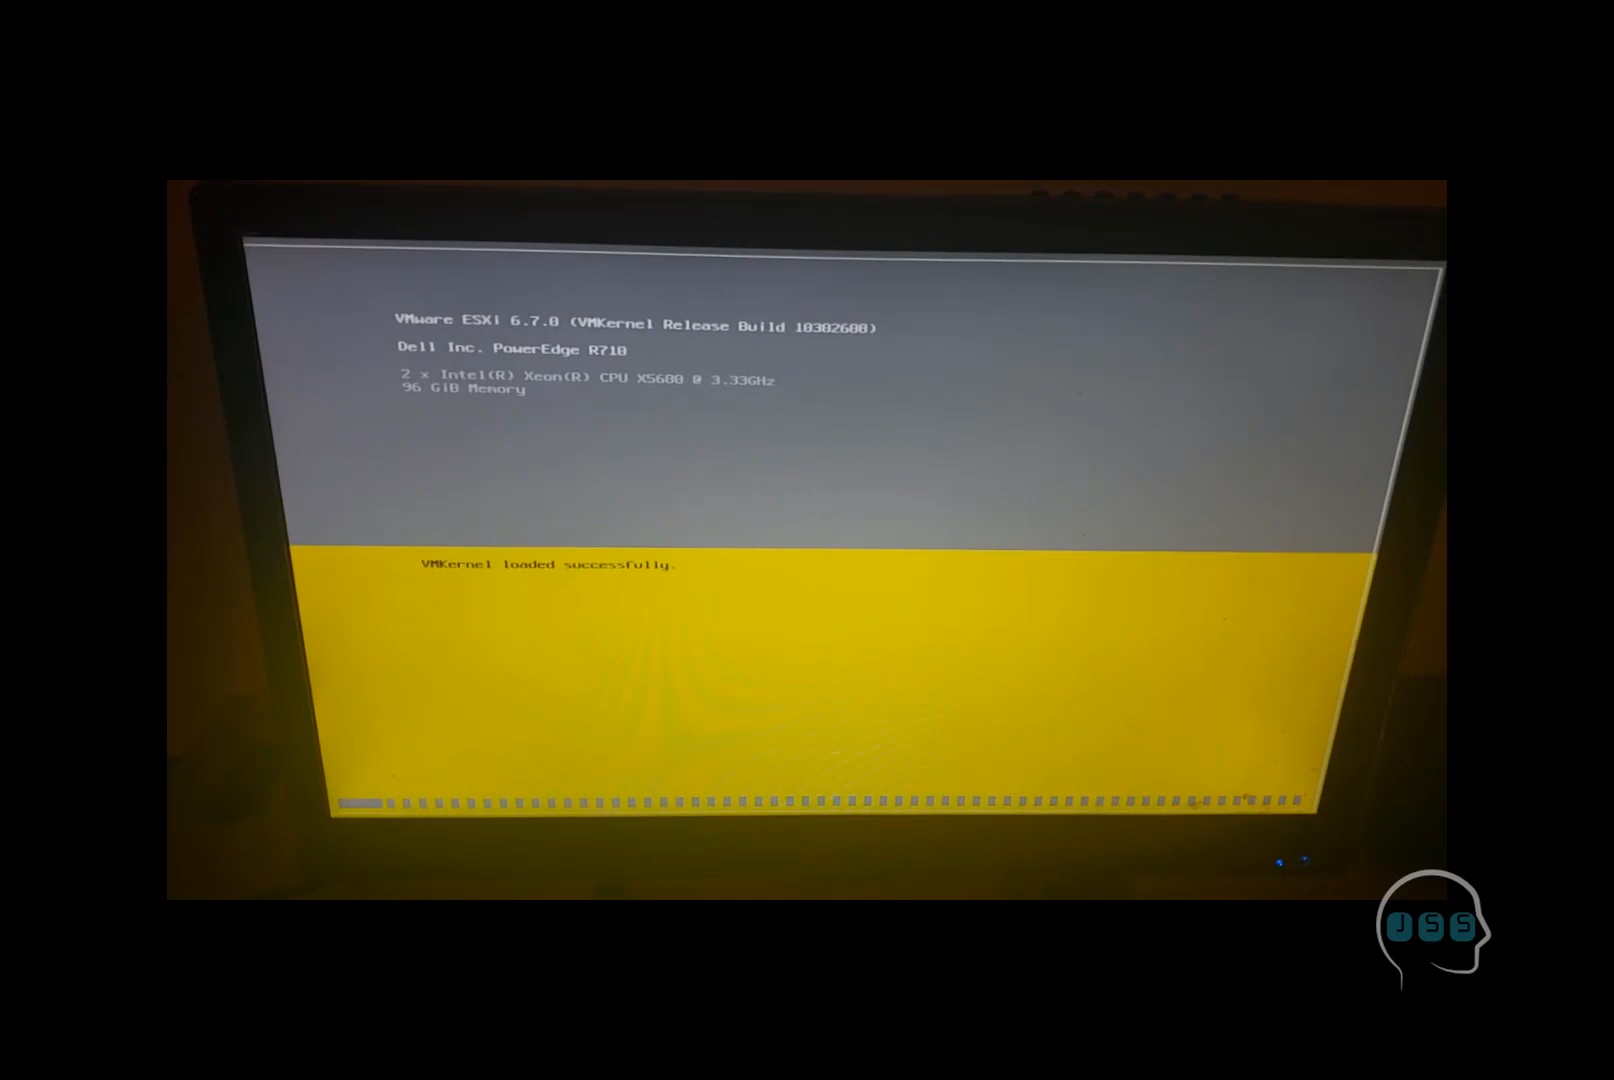 VMware ESXi 6.7.0 (VMKernel Release Build 10302608)
Dell Inc. PowerEdge R710
2 x Intel(R) Xeon(R) CPU X5680 @ 3.33GHz
96 GiB Memory
VMKernel loaded successfully.
JSS